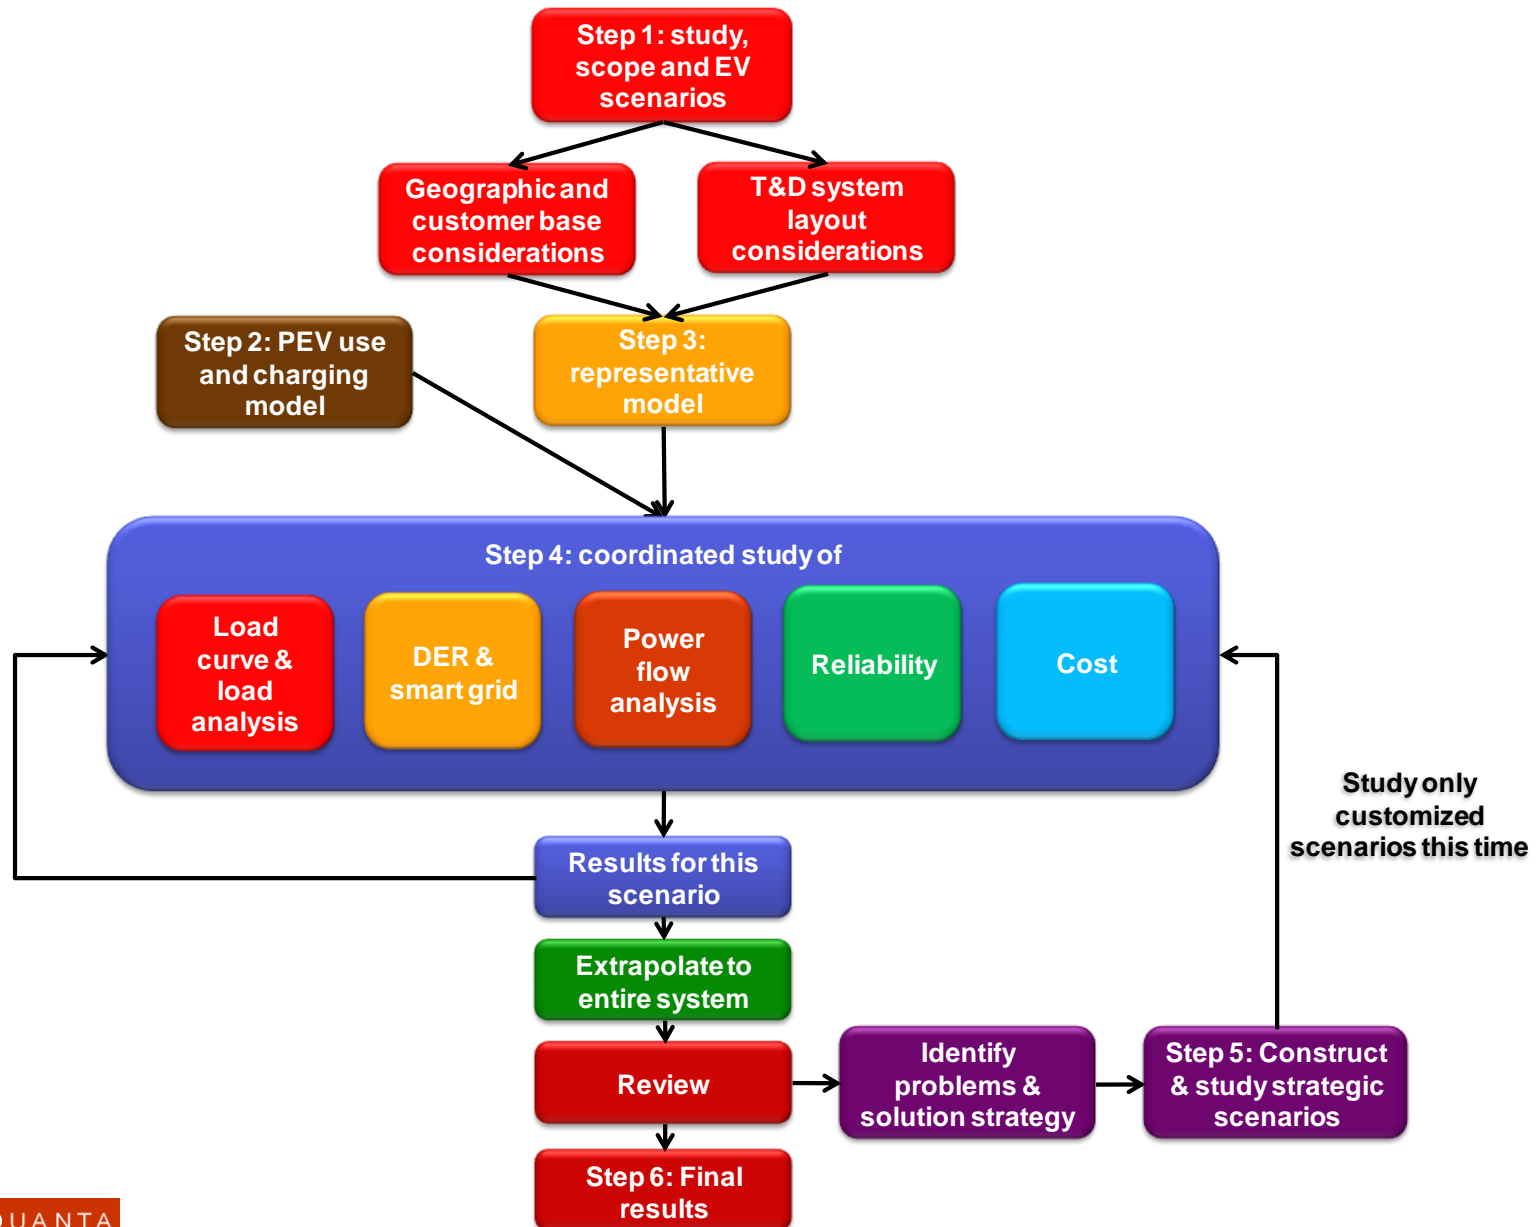 Step 1: study,
scope and EV
scenarios
Geographic and
customer base
considerations
T&D system
layout
considerations
Step 2: PEV use
and charging
model
Step 3:
representative
model
Step 4: coordinated study of
Load
curve &
load
analysis
DER &
smart grid
Power
flow
analysis
Reliability
Cost
Study only
customized
scenarios this time
Results for this
scenario
Extrapolate to
entire system
Review
Identify
problems &
solution strategy
Step 5: Construct
& study strategic
scenarios
Step 6: Final
results
QUANTA